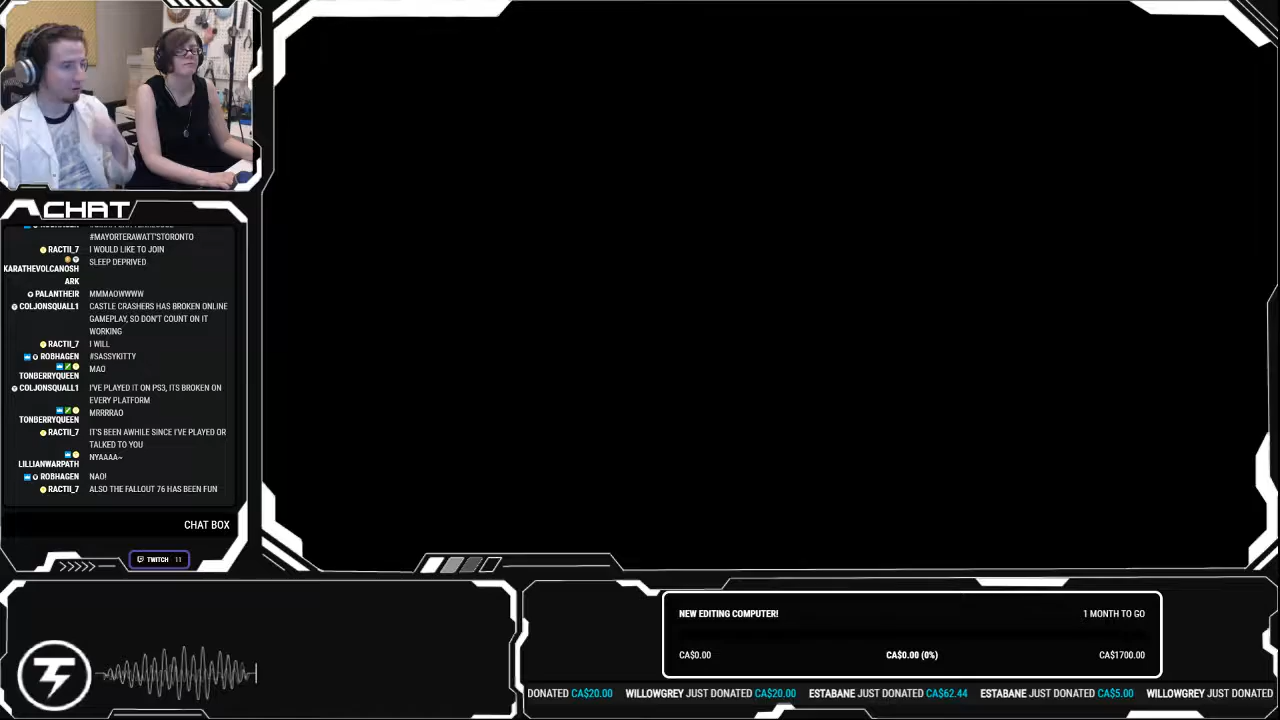 CHAT
#MAYORTERAWATT'STORONTO
RACTII_7 I WOULD LIKE TO JOIN
KARATHEVOLCANOSHARK SLEEP DEPRIVED
PALANTHEIR MMMAOWWWW
COLJONSQUALL1 CASTLE CRASHERS HAS BROKEN ONLINE
GAMEPLAY, SO DON'T COUNT ON IT
WORKING
RACTII_7 I WILL
ROBHAGEN #SASSYKITTY
TONBERRYQUEEN MAO
COLJONSQUALL1 I'VE PLAYED IT ON PS3, ITS BROKEN ON
EVERY PLATFORM
TONBERRYQUEEN MRRRRAO
RACTII_7 IT'S BEEN AWHILE SINCE I'VE PLAYED OR
TALKED TO YOU
LILLIANWARPATH NYAAAA~
ROBHAGEN NAO!
RACTII_7 ALSO THE FALLOUT 76 HAS BEEN FUN
CHAT BOX
TWITCH 11
NEW EDITING COMPUTER! 1 MONTH TO GO
CA$0.00 CA$0.00 (0%) CA$1700.00
DONATED CA$20.00 WILLOWGREY JUST DONATED CA$20.00 ESTABANE JUST DONATED CA$62.44 ESTABANE JUST DONATED CA$5.00 WILLOWGREY JUST DONATED